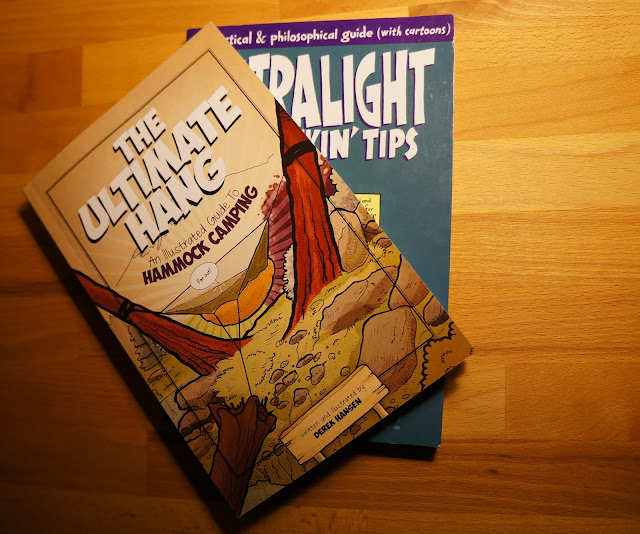 THE
ULTIMATE
HANG
An Illustrated Guide To
HAMMOCK CAMPING
written and illustrated by
DEREK HANSEN
tical & philosophical guide (with cartoons)
TRALIGHT
KIN' TIPS